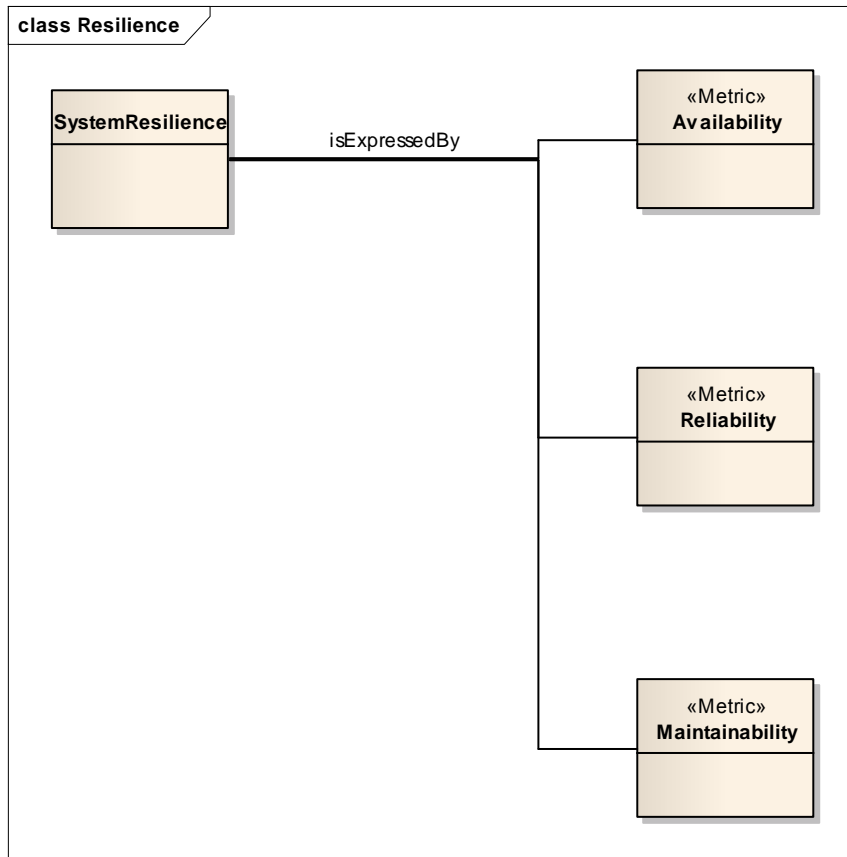 class Resilience
SystemResilience
isExpressedBy
«Metric»
Availability
«Metric»
Reliability
«Metric»
Maintainability